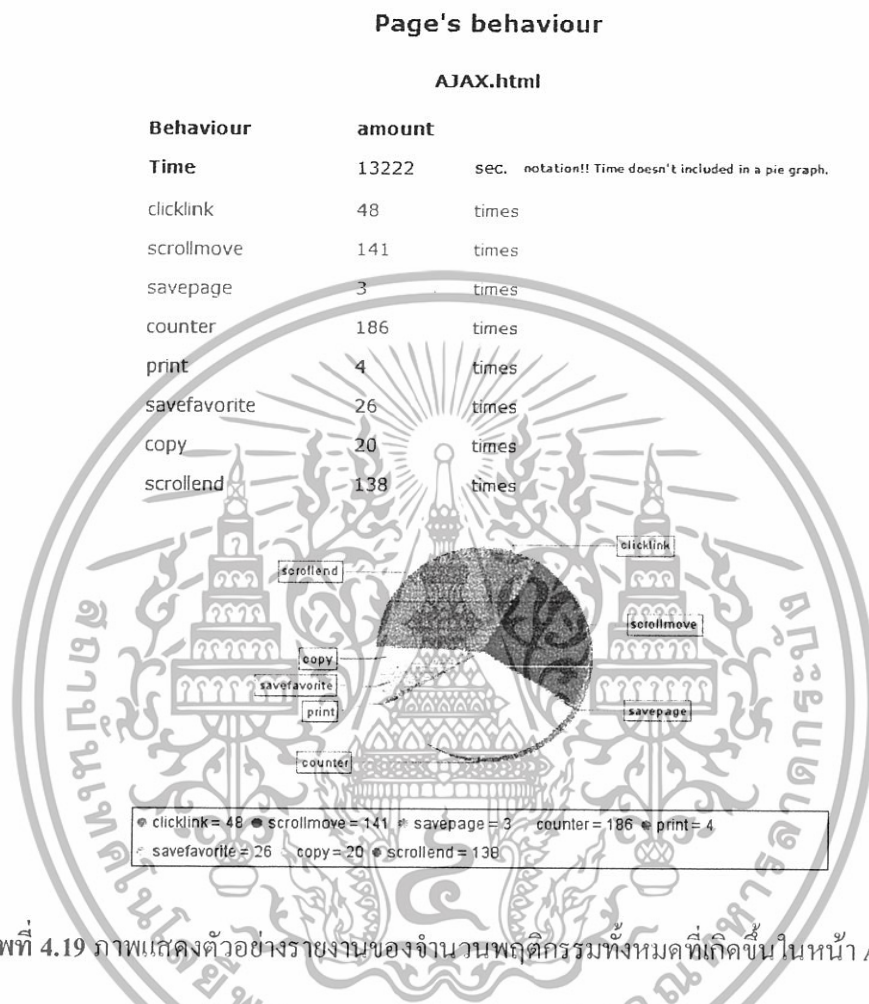 Page's behaviour
AJAX.html
Behaviour amount
Time 13222 sec. notation!! Time doesn't included in a pie graph.
clicklink 48 times
scrollmove 141 times
savepage 3 times
counter 186 times
print 4 times
savefavorite 26 times
copy 20 times
scrollend 138 times
clicklink
scrollend
scrollmove
copy
savefavorite
print
savepage
counter
clicklink = 48 scrollmove = 141 savepage = 3 counter = 186 print = 4
savefavorite = 26 copy = 20 scrollend = 138
พที่ 4.19 ภาพแสดงตัวอย่างรายงานของจำนวนพฤติกรรมทั้งหมดที่เกิดขึ้นในหน้า A